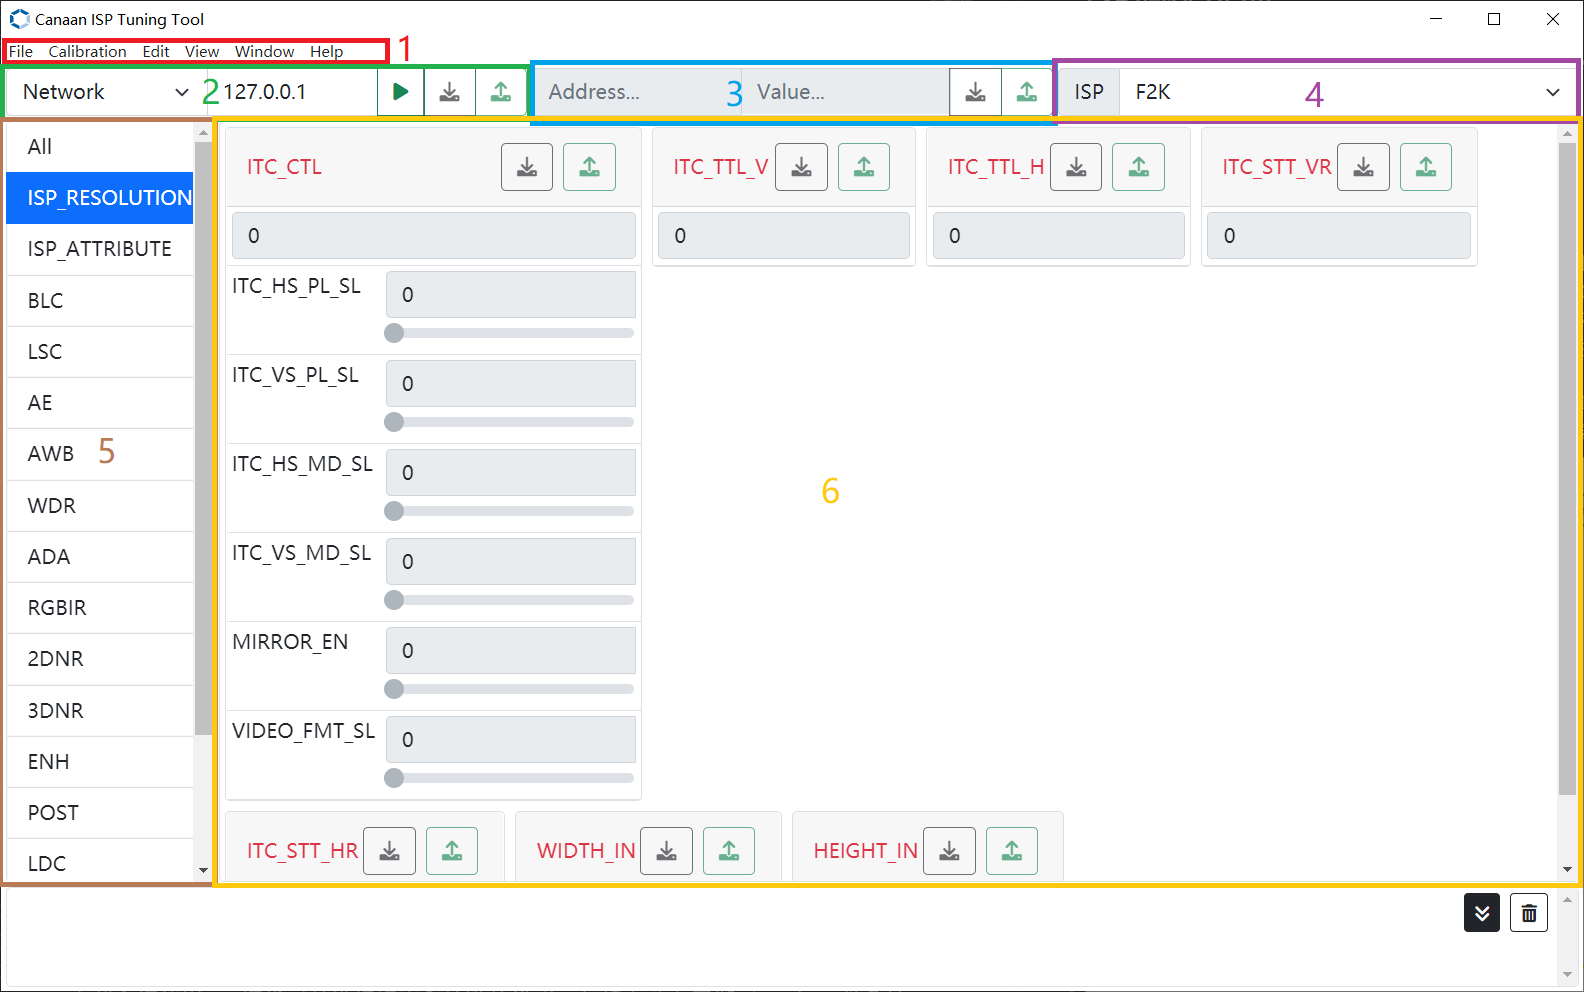 Canaan ISP Tuning Tool
File Calibration Edit View Window Help 1
Network 2 127.0.0.1 Address... 3 Value... ISP F2K 4
All
ISP_RESOLUTION
ISP_ATTRIBUTE
BLC
LSC
AE
AWB 5
WDR
ADA
RGBIR
2DNR
3DNR
ENH
POST
LDC
ITC_CTL
0
ITC_HS_PL_SL 0
ITC_VS_PL_SL 0
ITC_HS_MD_SL 0
ITC_VS_MD_SL 0
MIRROR_EN 0
VIDEO_FMT_SL 0
ITC_TTL_V
0
ITC_TTL_H
0
ITC_STT_VR
0
6
ITC_STT_HR WIDTH_IN HEIGHT_IN